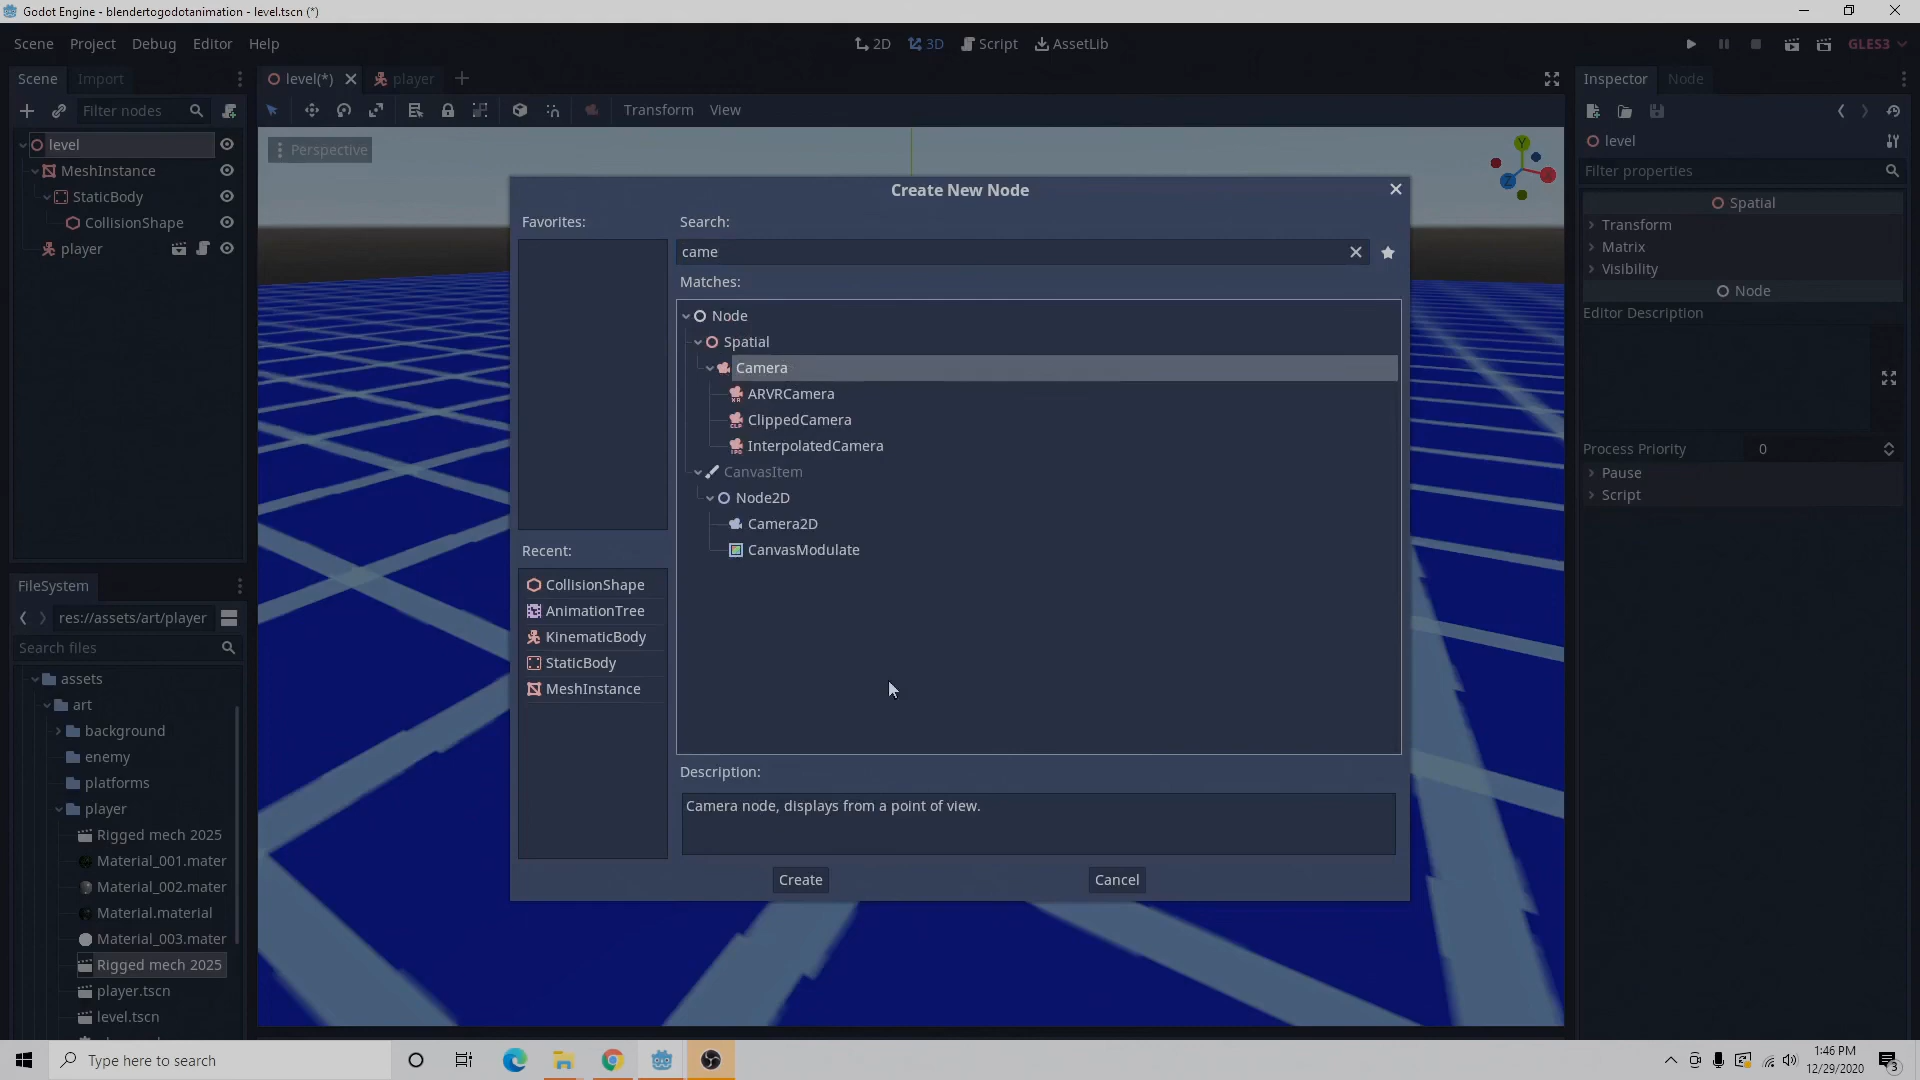 Godot Engine - blendertogodotanimation - level.tscn (*)
Scene Project Debug Editor Help
2D 3D Script AssetLib
GLES3
Scene Import
level(*) player
Inspector Node
Filter nodes
Transform View
level
level
MeshInstance
Perspective
Filter properties
StaticBody
CollisionShape
player
Y
X
Z
Spatial
Transform
Matrix
Visibility
Node
Editor Description
Process Priority 0
Pause
Script
Create New Node
Favorites:
Search:
came
Matches:
Node
Spatial
Camera
ARVRCamera
ClippedCamera
InterpolatedCamera
CanvasItem
Node2D
Camera2D
CanvasModulate
Recent:
CollisionShape
AnimationTree
KinematicBody
StaticBody
MeshInstance
Description:
Camera node, displays from a point of view.
Create
Cancel
FileSystem
res://assets/art/player
Search files
assets
art
background
enemy
platforms
player
Rigged mech 2025
Material_001.mater
Material_002.mater
Material.material
Material_003.mater
Rigged mech 2025
player.tscn
level.tscn
Type here to search
1:46 PM
12/29/2020
3